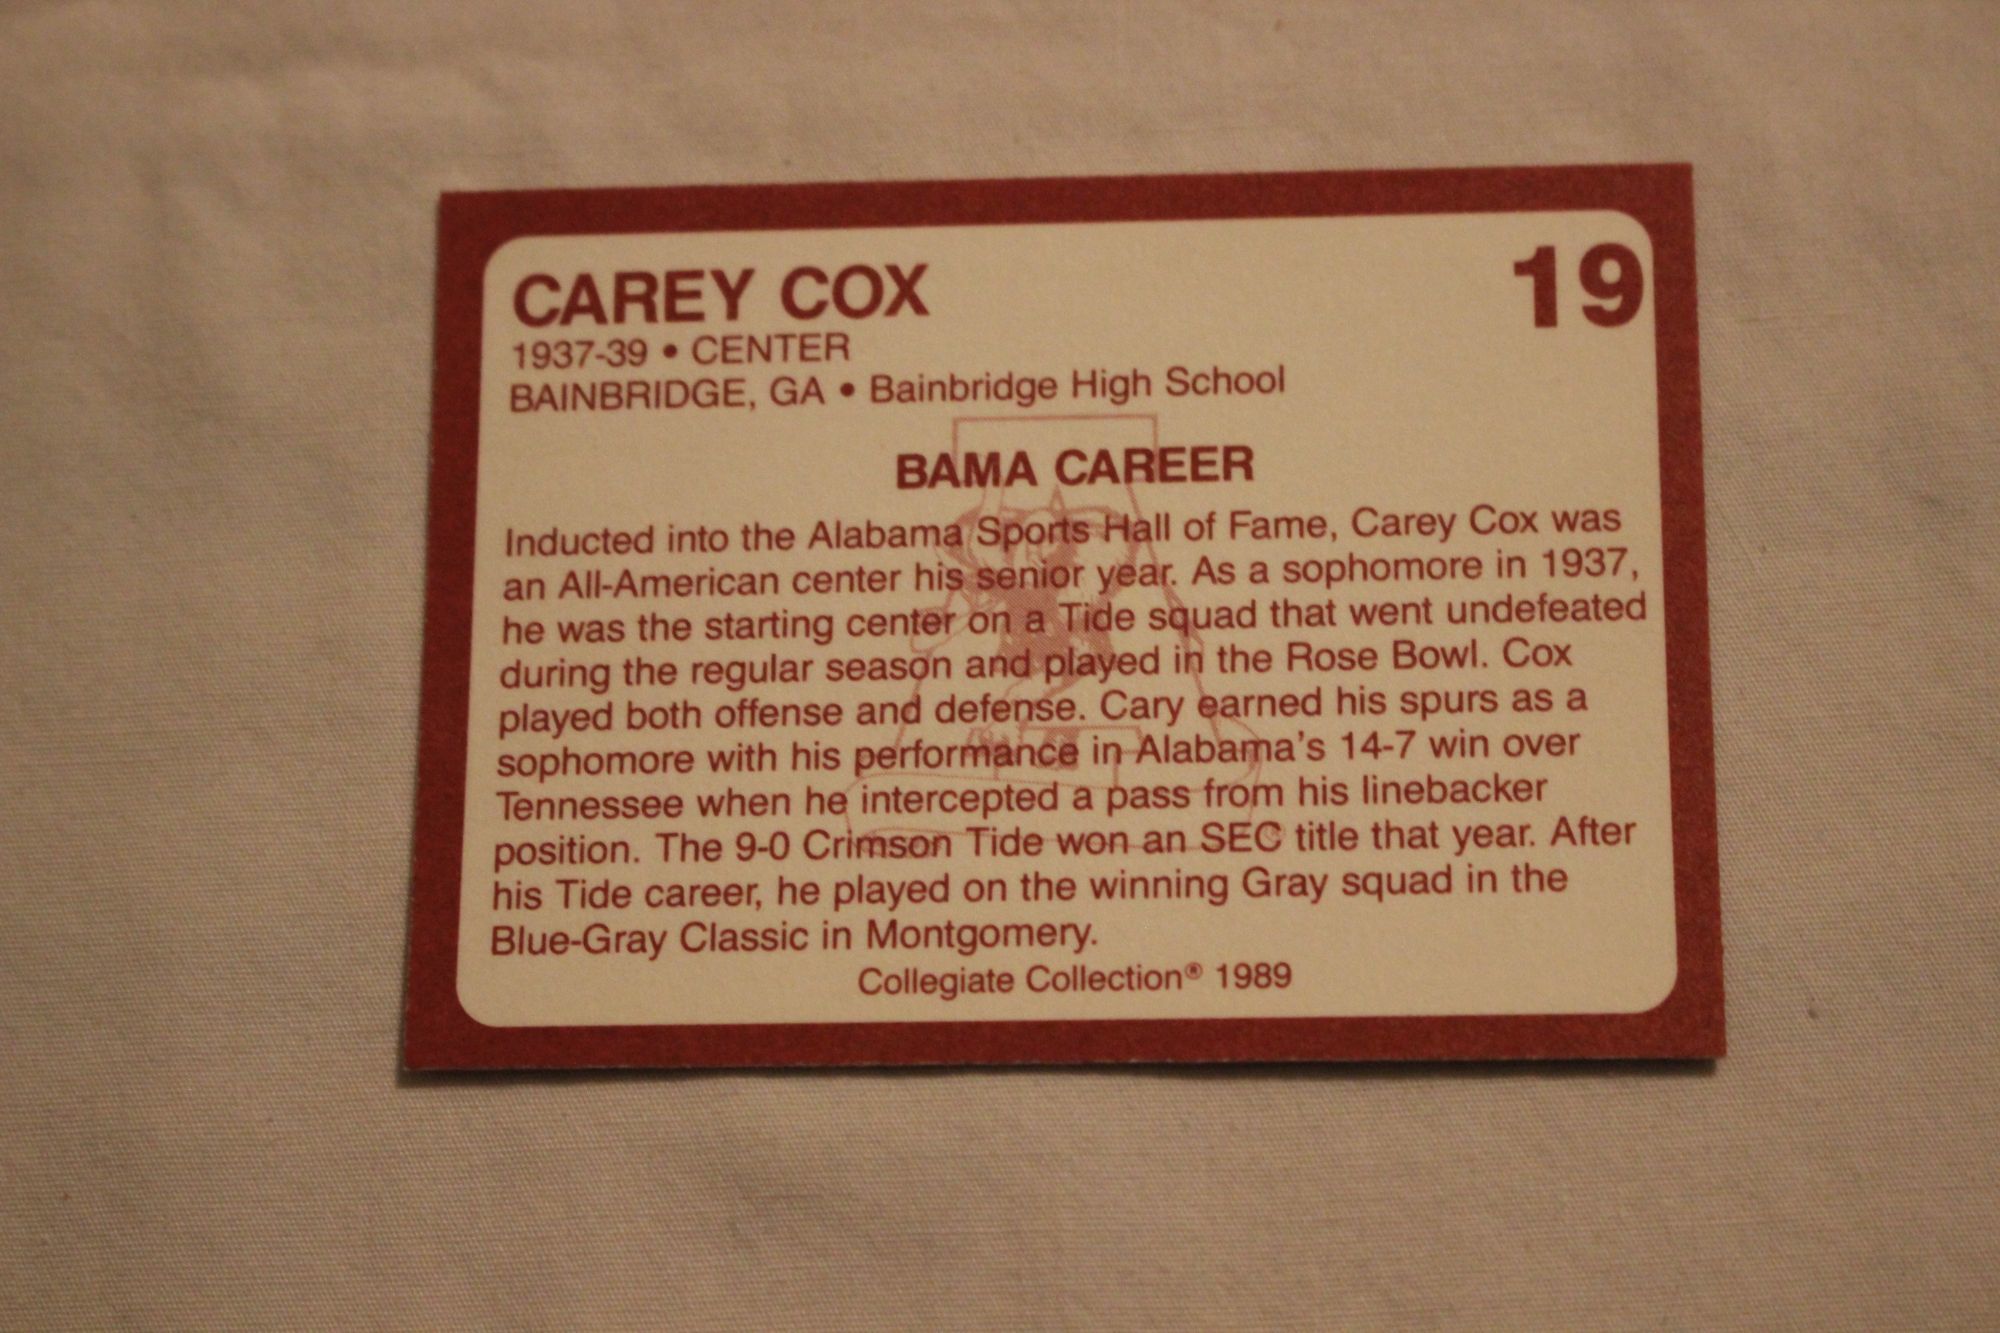 CAREY COX
19
1937-39 • CENTER
BAINBRIDGE, GA • Bainbridge High School
BAMA CAREER
Inducted into the Alabama Sports Hall of Fame, Carey Cox was
an All-American center his senior year. As a sophomore in 1937,
he was the starting center on a Tide squad that went undefeated
during the regular season and played in the Rose Bowl. Cox
played both offense and defense. Cary earned his spurs as a
sophomore with his performance in Alabama's 14-7 win over
Tennessee when he intercepted a pass from his linebacker
position. The 9-0 Crimson Tide won an SEC title that year. After
his Tide career, he played on the winning Gray squad in the
Blue-Gray Classic in Montgomery.
Collegiate Collection® 1989